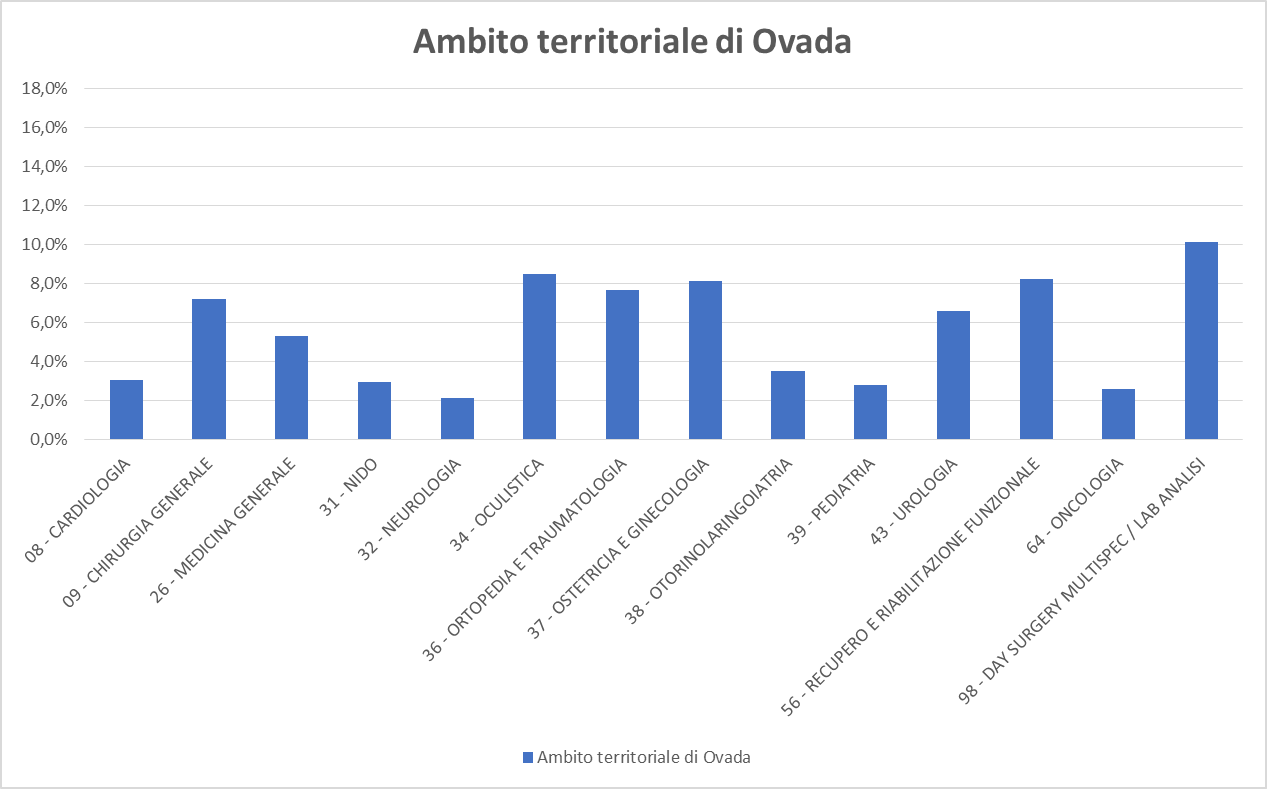 Ambito territoriale di Ovada
18,0%
16,0%
14,0%
12,0%
10,0%
8,0%
6,0%
4,0%
2,0%
0,0%
08 - CARDIOLOGIA
09 - CHIRURGIA GENERALE
26 - MEDICINA GENERALE
31 - NIDO
32 - NEUROLOGIA
34 - OCULISTICA
36 - ORTOPEDIA E TRAUMATOLOGIA
37 - OSTETRICIA E GINECOLOGIA
38 - OTORINOLARINGOIATRIA
39 - PEDIATRIA
43 - UROLOGIA
56 - RECUPERO E RIABILITAZIONE FUNZIONALE
64 - ONCOLOGIA
98 - DAY SURGERY MULTISPEC / LAB ANALISI
Ambito territoriale di Ovada